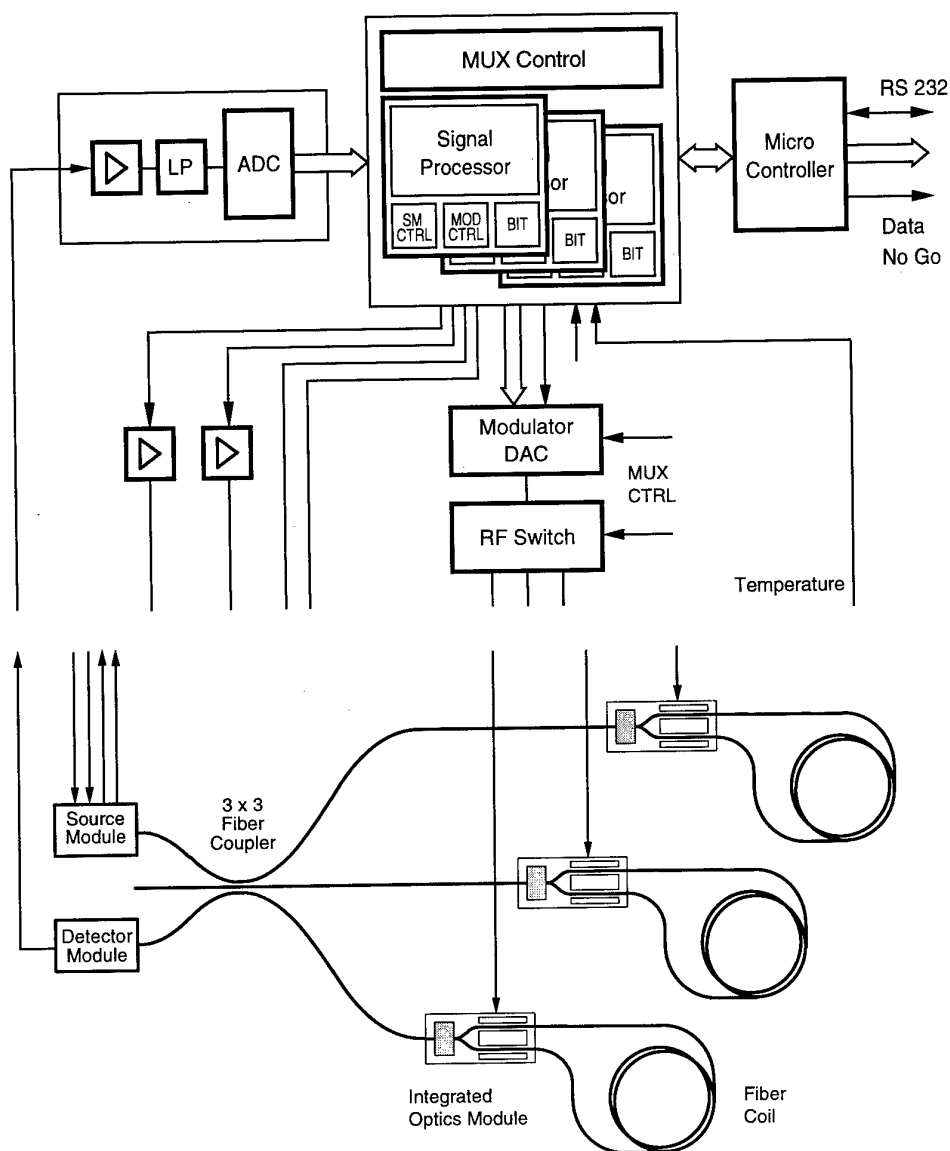 MUX Control
RS 232
Signal
Processor
Micro
Controller
ADC
LP
sor
sor
SM
CTRL
MOD
CTRL
BIT
BIT
BIT
Data
No Go
Modulator
DAC
MUX
CTRL
RF Switch
Temperature
3 x 3
Fiber
Coupler
Source
Module
Detector
Module
Integrated
Optics Module
Fiber
Coil